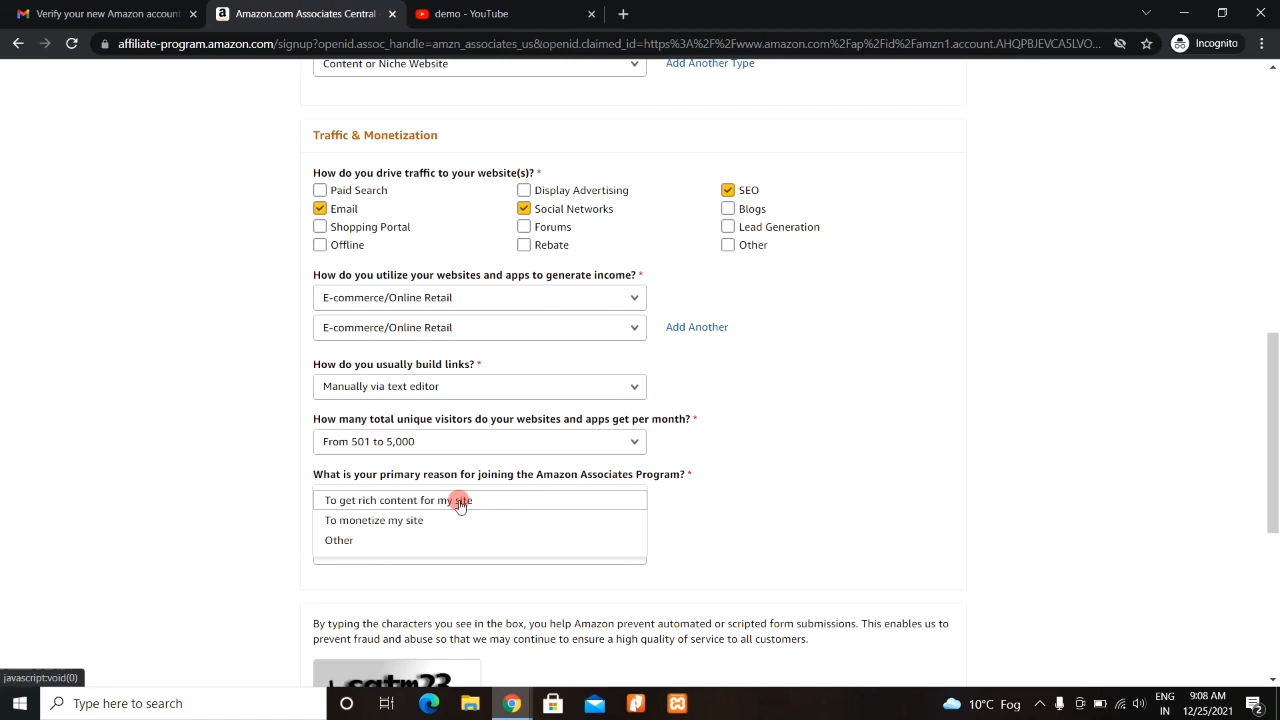 Verify your new Amazon account
Amazon.com Associates Central
demo - YouTube
affiliate-program.amazon.com/signup?openid.assoc_handle=amzn_associates_us&openid.claimed_id=https%3A%2F%2Fwww.amazon.com%2Fap%2Fid%2Famzn1.account.AHQPBJEVCA5LVO...
Incognito
Content or Niche Website
Add Another Type
Traffic & Monetization
How do you drive traffic to your website(s)? *
Paid Search Display Advertising SEO
Email Social Networks Blogs
Shopping Portal Forums Lead Generation
Offline Rebate Other
How do you utilize your websites and apps to generate income? *
E-commerce/Online Retail
E-commerce/Online Retail Add Another
How do you usually build links? *
Manually via text editor
How many total unique visitors do your websites and apps get per month? *
From 501 to 5,000
What is your primary reason for joining the Amazon Associates Program? *
To get rich content for my site
To monetize my site
Other
By typing the characters you see in the box, you help Amazon prevent automated or scripted form submissions. This enables us to
prevent fraud and abuse so that we may continue to ensure a high quality of service to all customers.
javascript:void(0)
Type here to search
10°C Fog
ENG
IN
9:08 AM
12/25/2021
2